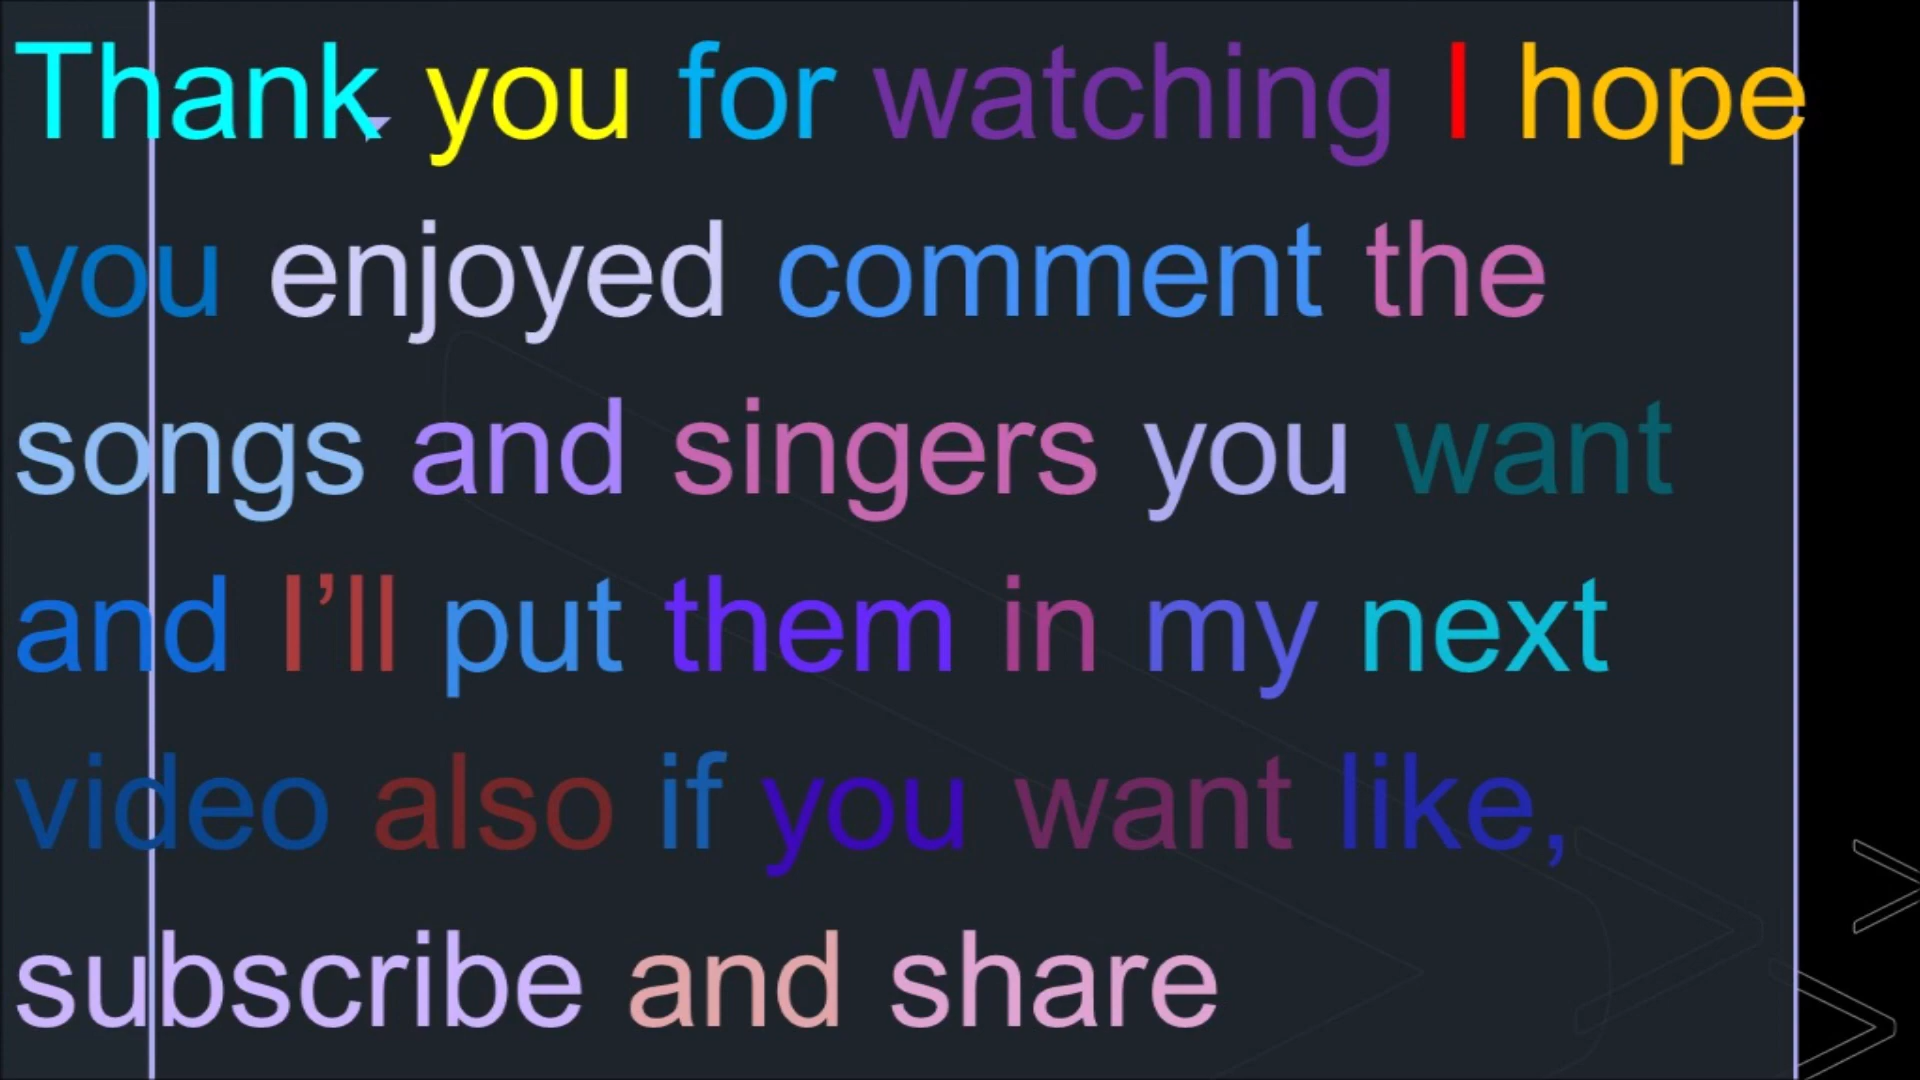 Thank you for watching I hope
you enjoyed comment the
songs and singers you want
and I’ll put them in my next
video also if you want like,
subscribe and share